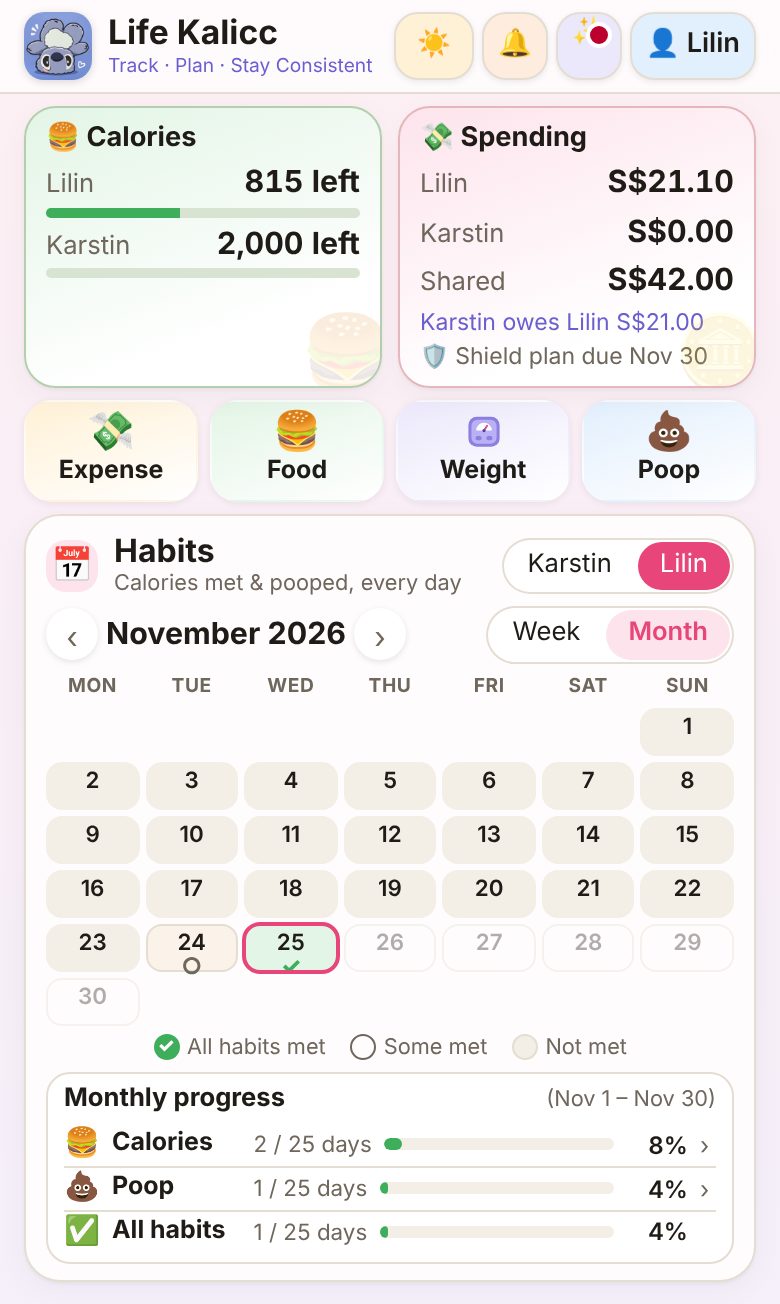 Life Kalicc
Track · Plan · Stay Consistent
Lilin
Calories
Lilin 815 left
Karstin 2,000 left
Spending
Lilin S$21.10
Karstin S$0.00
Shared S$42.00
Karstin owes Lilin S$21.00
Shield plan due Nov 30
Expense
Food
Weight
Poop
July
17
Habits
Calories met & pooped, every day
Karstin Lilin
‹ November 2026 ›
Week Month
MON TUE WED THU FRI SAT SUN
1
2 3 4 5 6 7 8
9 10 11 12 13 14 15
16 17 18 19 20 21 22
23 24 25 26 27 28 29
30
All habits met Some met Not met
Monthly progress (Nov 1 – Nov 30)
Calories 2 / 25 days 8% ›
Poop 1 / 25 days 4% ›
All habits 1 / 25 days 4%